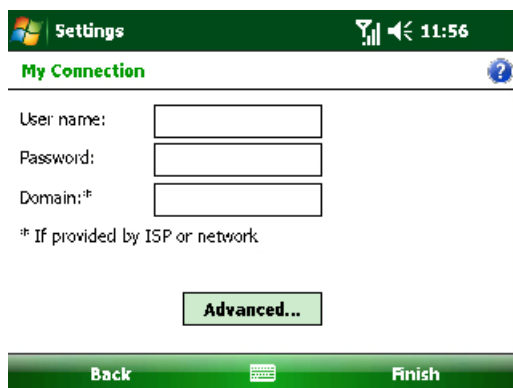 Settings 11:56
My Connection ?
User name:
Password:
Domain:*
* If provided by ISP or network
Advanced...
Back Finish